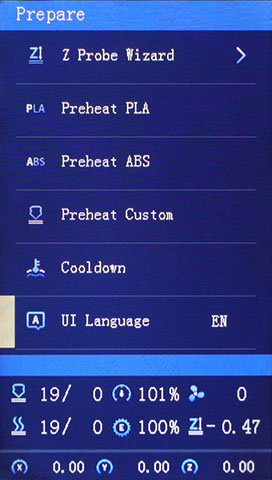 Prepare
Z Probe Wizard
PLA Preheat PLA
ABS Preheat ABS
Preheat Custom
Cooldown
A UI Language EN
19/ 0 101% 0
19/ 0 E 100% Z -0.47
X 0.00 Y 0.00 Z 0.00